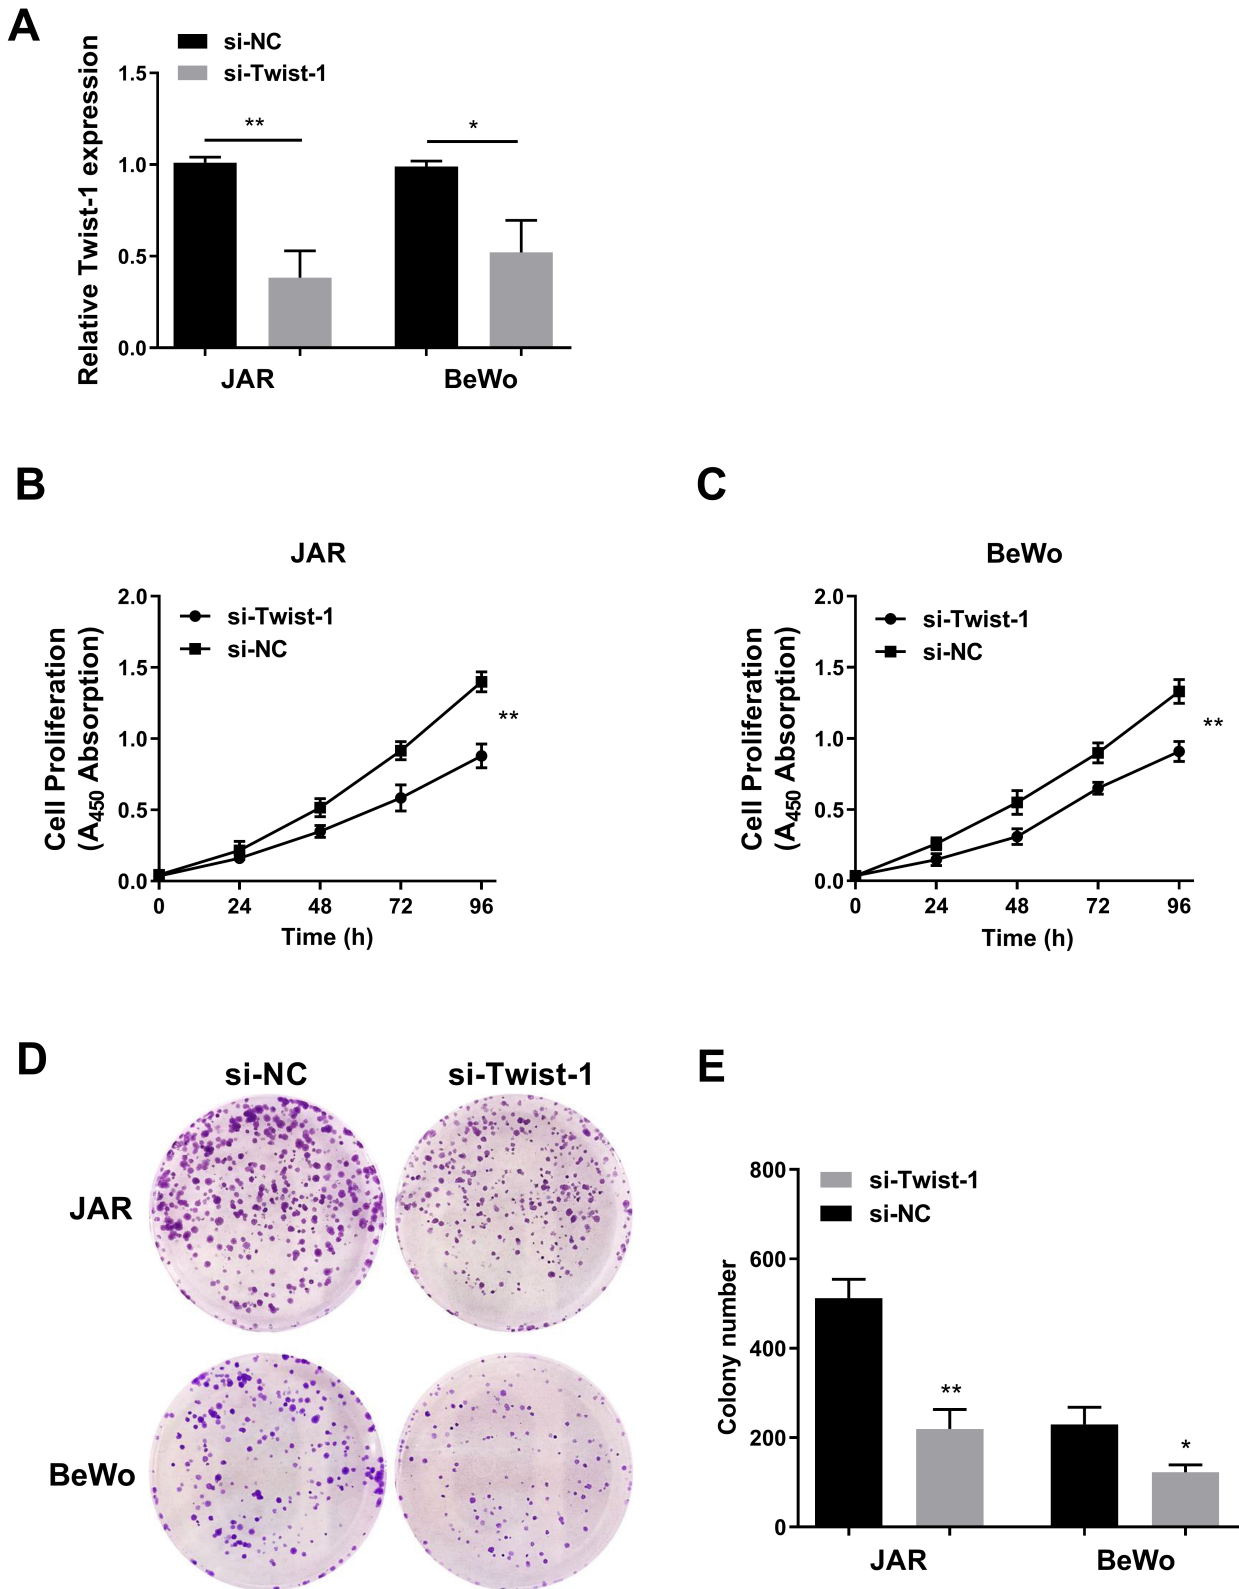 A
si-NC
si-Twist-1
Relative Twist-1 expression
1.5
1.0
0.5
0.0
**
*
JAR
BeWo
B
JAR
si-Twist-1
si-NC
Cell Proliferation
(A450 Absorption)
2.0
1.5
1.0
0.5
0.0
**
0 24 48 72 96
Time (h)
C
BeWo
si-Twist-1
si-NC
Cell Proliferation
(A450 Absorption)
2.0
1.5
1.0
0.5
0.0
**
0 24 48 72 96
Time (h)
D
si-NC si-Twist-1
JAR
BeWo
E
si-Twist-1
si-NC
Colony number
800
600
400
200
0
**
*
JAR
BeWo